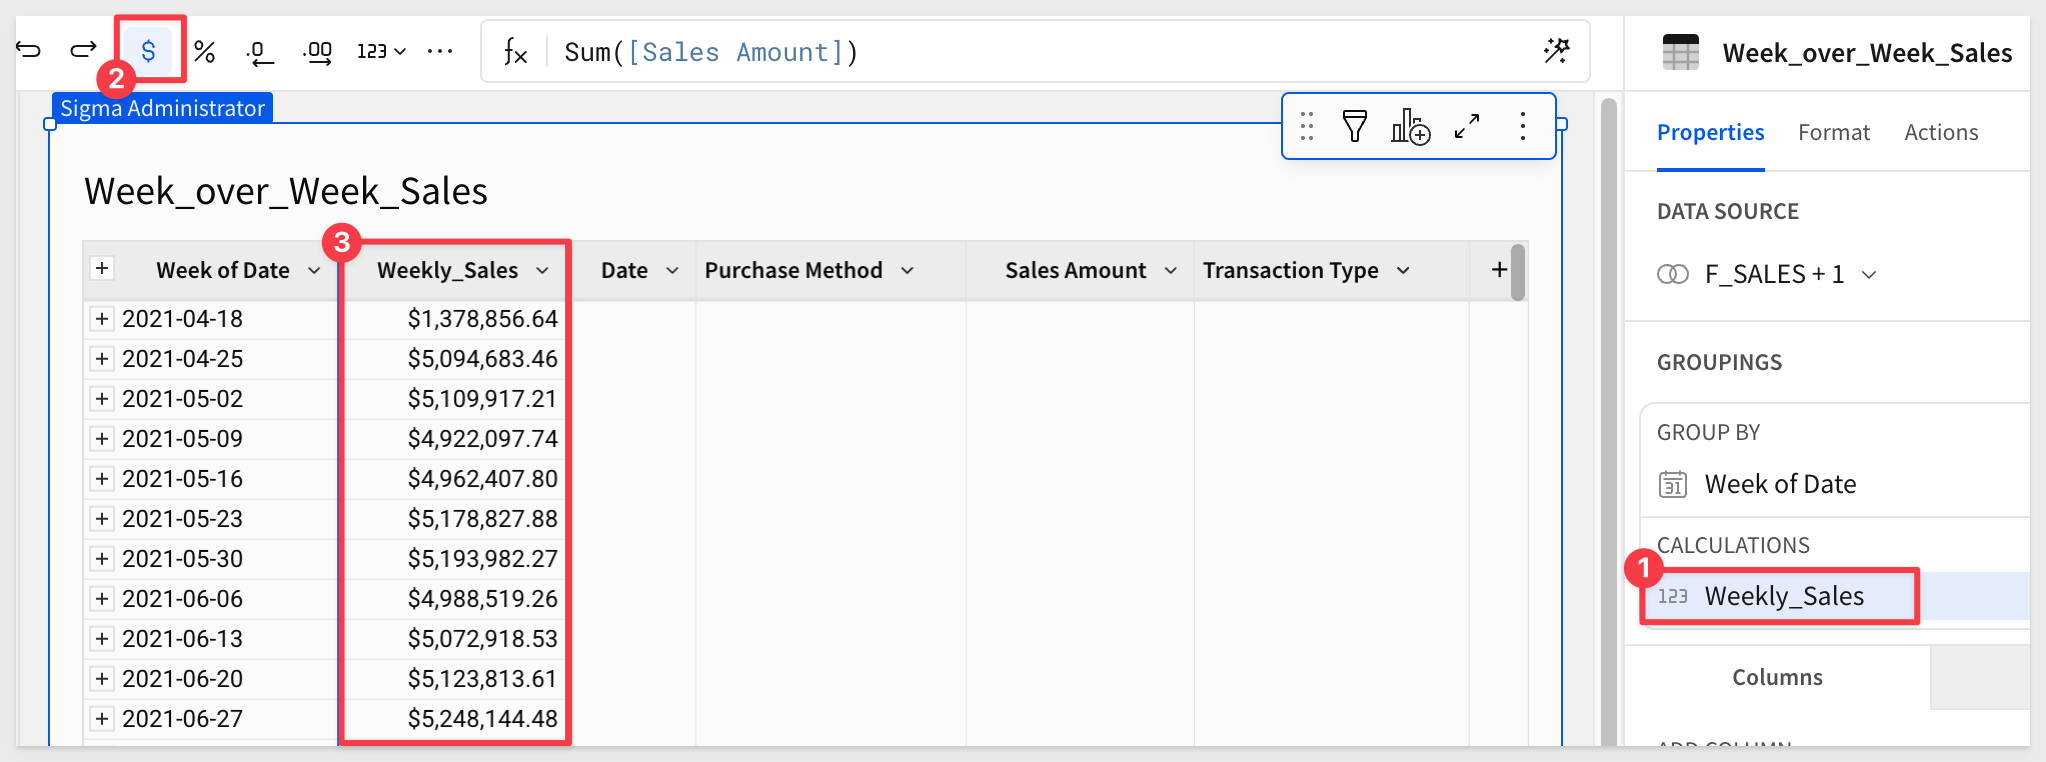 $ % .0 .00 123 ... fx Sum([Sales Amount])
2
Sigma Administrator
Week_over_Week_Sales
3
+ Week of Date Weekly_Sales Date Purchase Method Sales Amount Transaction Type +
+ 2021-04-18 $1,378,856.64
+ 2021-04-25 $5,094,683.46
+ 2021-05-02 $5,109,917.21
+ 2021-05-09 $4,922,097.74
+ 2021-05-16 $4,962,407.80
+ 2021-05-23 $5,178,827.88
+ 2021-05-30 $5,193,982.27
+ 2021-06-06 $4,988,519.26
+ 2021-06-13 $5,072,918.53
+ 2021-06-20 $5,123,813.61
+ 2021-06-27 $5,248,144.48
Week_over_Week_Sales
Properties Format Actions
DATA SOURCE
F_SALES + 1
GROUPINGS
GROUP BY
31 Week of Date
CALCULATIONS
1
123 Weekly_Sales
Columns
ADD COLUMN